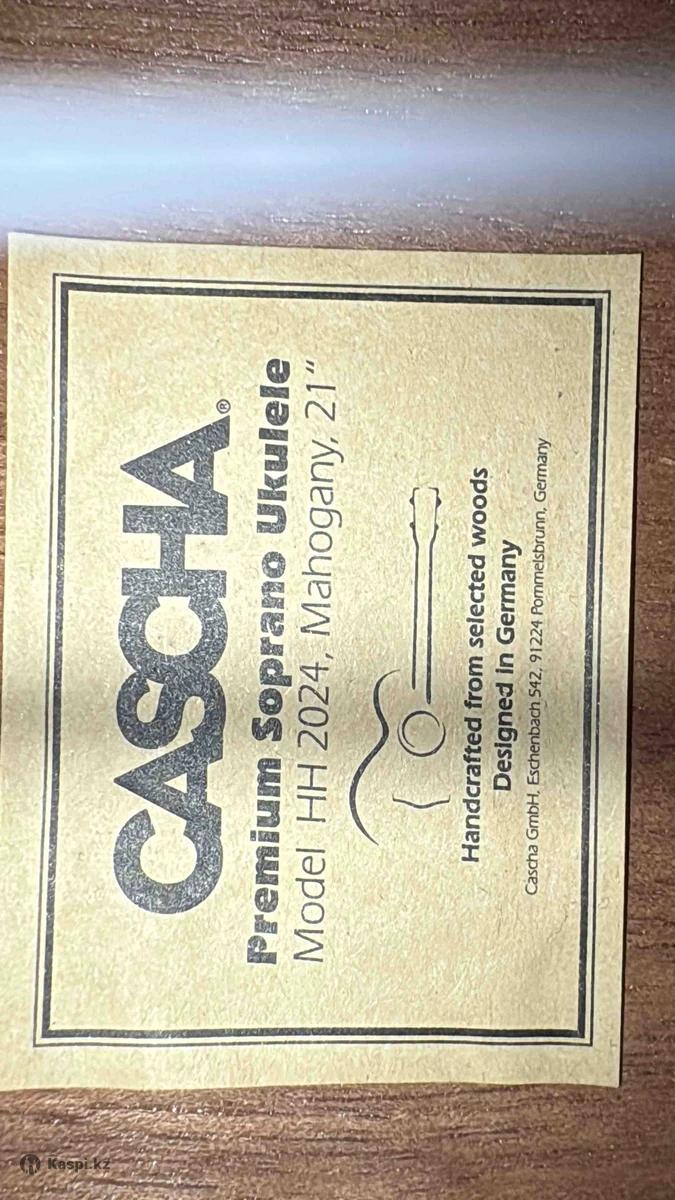 CASCHA®
Premium Soprano Ukulele
Model HH 2024, Mahogany, 21“
Handcrafted from selected woods
Designed in Germany
Cascha GmbH, Eschenbach 542, 91224 Pommelsbrunn, Germany
Kaspi.kz